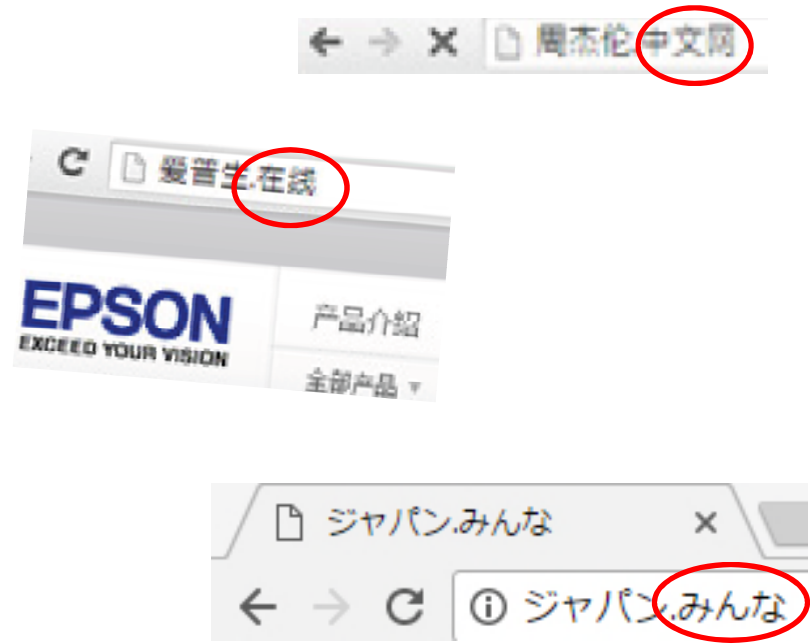 周杰伦.中文网
爱普生.在线
EPSON
EXCEED YOUR VISION
产品介绍
全部产品
ジャパン.みんな
ジャパン.みんな